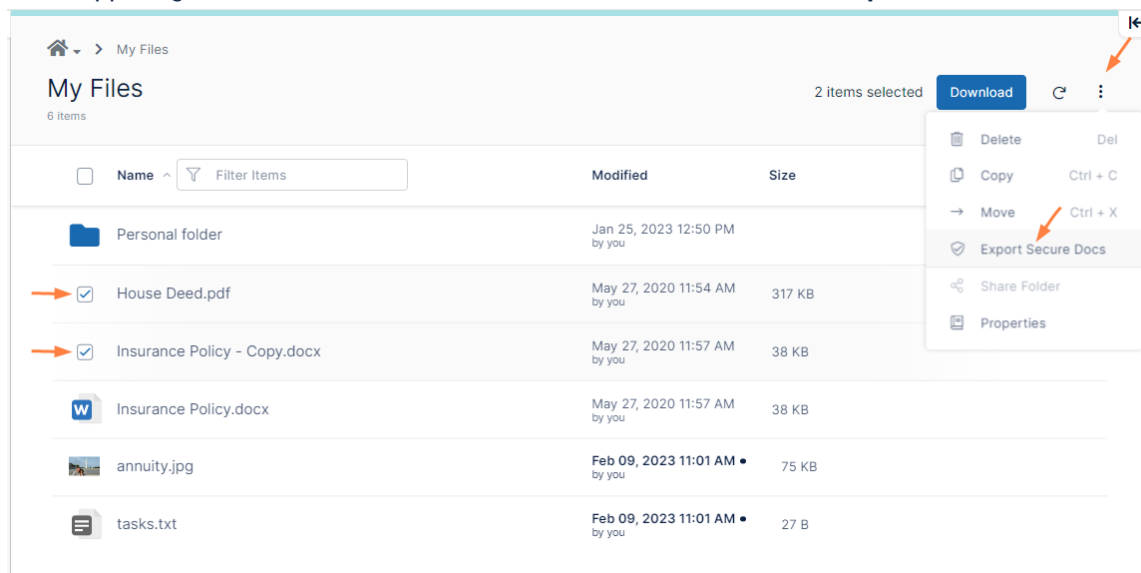 My Files
My Files
6 items
2 items selected
Download
Delete Del
Copy Ctrl + C
Move Ctrl + X
Export Secure Docs
Share Folder
Properties
Name Filter Items Modified Size
Personal folder Jan 25, 2023 12:50 PM
by you
House Deed.pdf May 27, 2020 11:54 AM 317 KB
by you
Insurance Policy - Copy.docx May 27, 2020 11:57 AM 38 KB
by you
W Insurance Policy.docx May 27, 2020 11:57 AM 38 KB
by you
annuity.jpg Feb 09, 2023 11:01 AM 75 KB
by you
tasks.txt Feb 09, 2023 11:01 AM 27 B
by you